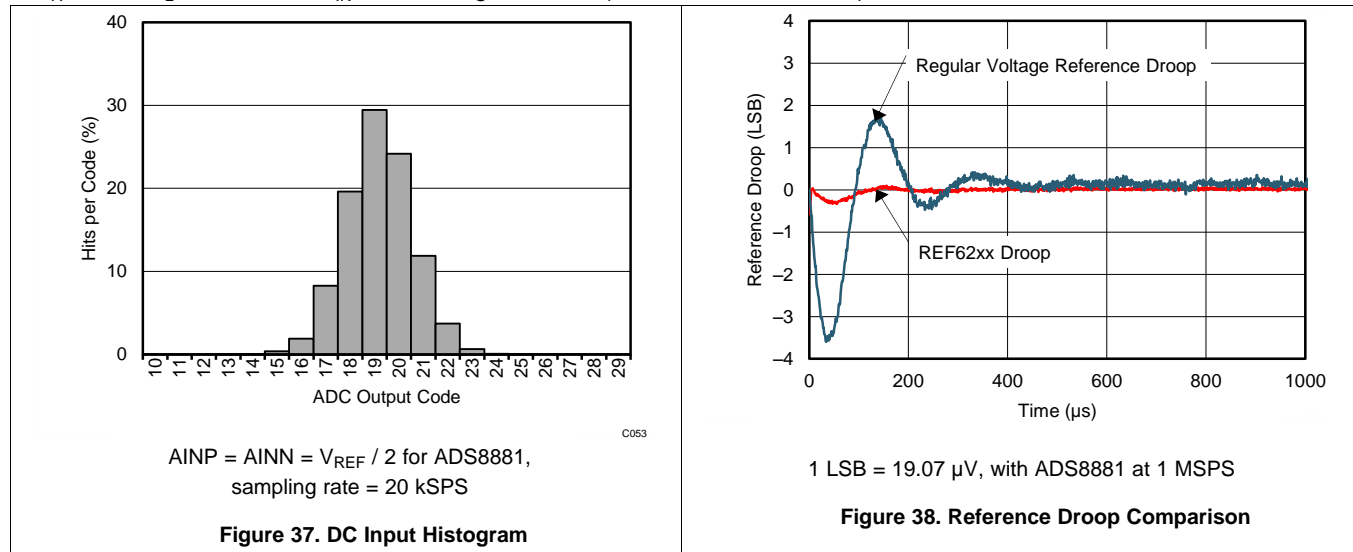 40
30
20
10
0
Hits per Code (%)
10 11 12 13 14 15 16 17 18 19 20 21 22 23 24 25 26 27 28 29
ADC Output Code
C053
AINP = AINN = VREF / 2 for ADS8881,
sampling rate = 20 kSPS
Figure 37. DC Input Histogram
4
3
2
1
0
–1
–2
–3
–4
Reference Droop (LSB)
Regular Voltage Reference Droop
REF62xx Droop
0 200 400 600 800 1000
Time (µs)
1 LSB = 19.07 µV, with ADS8881 at 1 MSPS
Figure 38. Reference Droop Comparison